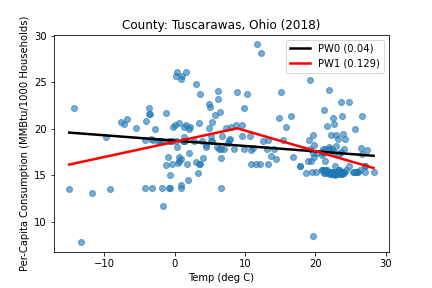 County: Tuscarawas, Ohio (2018)
Per-Capita Consumption (MMBtu/1000 Households)
30
25
20
15
10
PW0 (0.04)
PW1 (0.129)
−10
0
10
20
30
Temp (deg C)